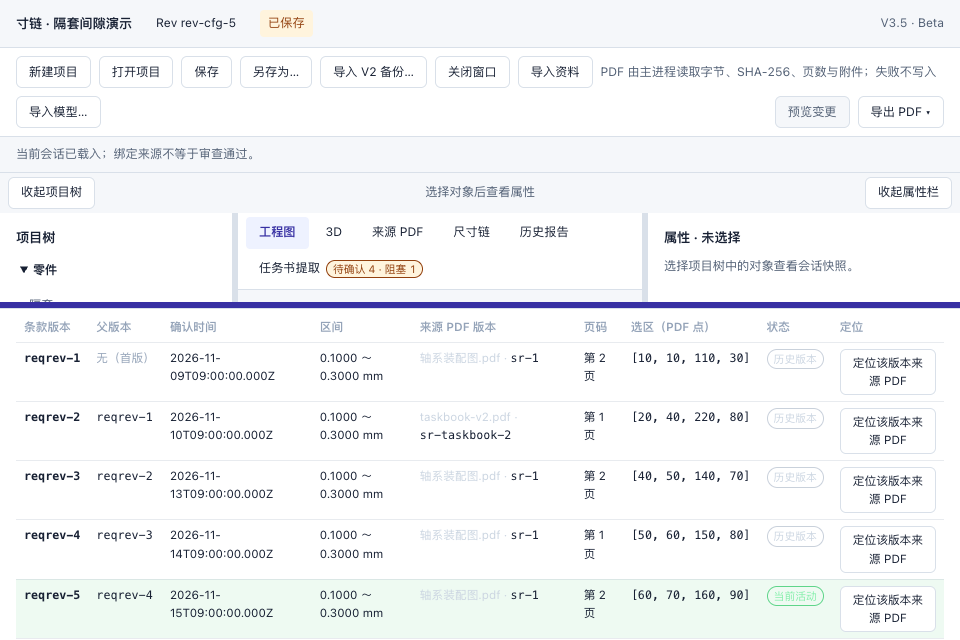 寸链 · 隔套间隙演示 Rev rev-cfg-5 已保存 V3.5 · Beta
新建项目 打开项目 保存 另存为… 导入 V2 备份… 关闭窗口 导入资料 PDF 由主进程读取字节、SHA-256、页数与附件；失败不写入
导入模型… 预览变更 导出 PDF ▾
当前会话已载入；绑定来源不等于审查通过。
收起项目树 选择对象后查看属性 收起属性栏
项目树 工程图 3D 来源 PDF 尺寸链 历史报告 属性 · 未选择
▼ 零件 任务书提取 待确认 4 · 阻塞 1 选择项目树中的对象查看会话快照。
条款版本 父版本 确认时间 区间 来源 PDF 版本 页码 选区（PDF 点） 状态 定位
reqrev-1 无（首版） 2026-11- 0.1000 ～ 轴系装配图.pdf · sr-1 第 2 [10, 10, 110, 30] 历史版本 定位该版本来
09T09:00:00.000Z 0.3000 mm 页 源 PDF
reqrev-2 reqrev-1 2026-11- 0.1000 ～ taskbook-v2.pdf · 第 1 [20, 40, 220, 80] 历史版本 定位该版本来
10T09:00:00.000Z 0.3000 mm sr-taskbook-2 页 源 PDF
reqrev-3 reqrev-2 2026-11- 0.1000 ～ 轴系装配图.pdf · sr-1 第 2 [40, 50, 140, 70] 历史版本 定位该版本来
13T09:00:00.000Z 0.3000 mm 页 源 PDF
reqrev-4 reqrev-3 2026-11- 0.1000 ～ 轴系装配图.pdf · sr-1 第 1 [50, 60, 150, 80] 历史版本 定位该版本来
14T09:00:00.000Z 0.3000 mm 页 源 PDF
reqrev-5 reqrev-4 2026-11- 0.1000 ～ 轴系装配图.pdf · sr-1 第 2 [60, 70, 160, 90] 当前活动 定位该版本来
15T09:00:00.000Z 0.3000 mm 页 源 PDF